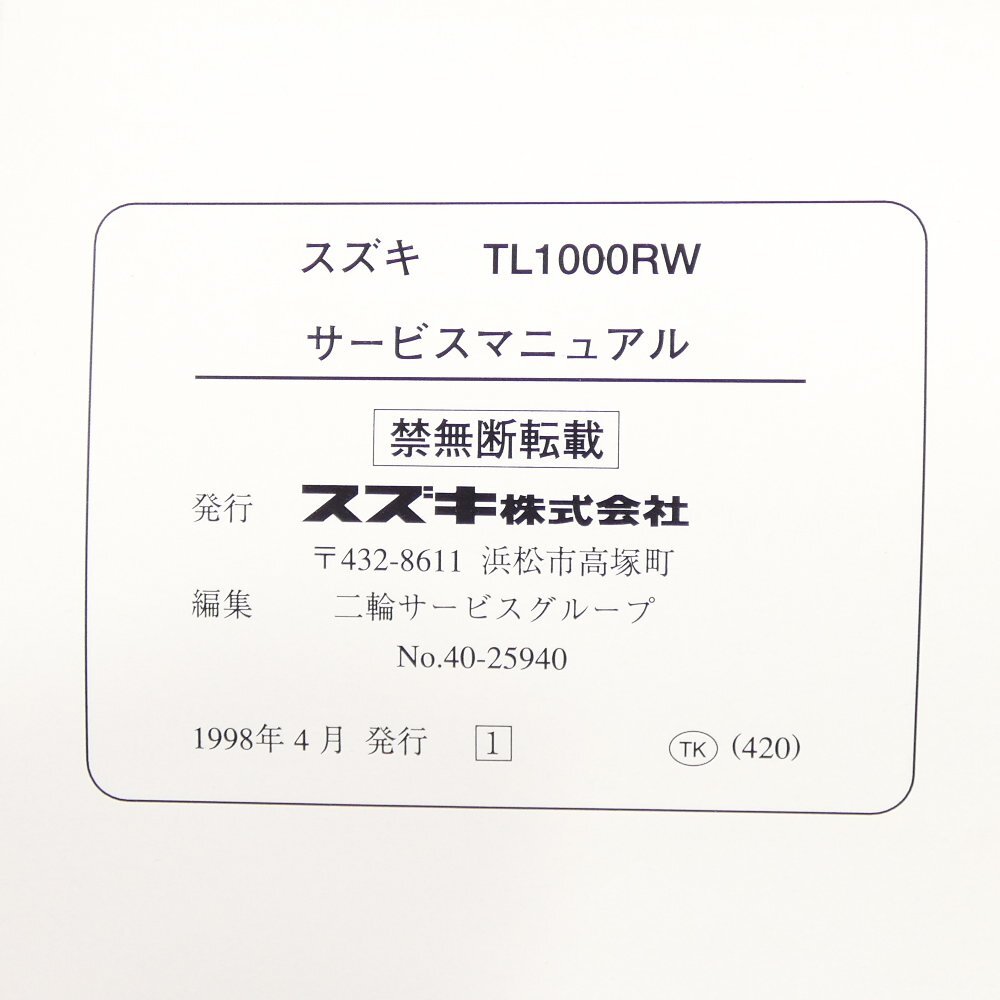 スズキ TL1000RW
サービスマニュアル
禁無断転載
発行 スズキ株式会社
〒432-8611 浜松市高塚町
編集 二輪サービスグループ
No.40-25940
1998年4月 発行 1 TK (420)